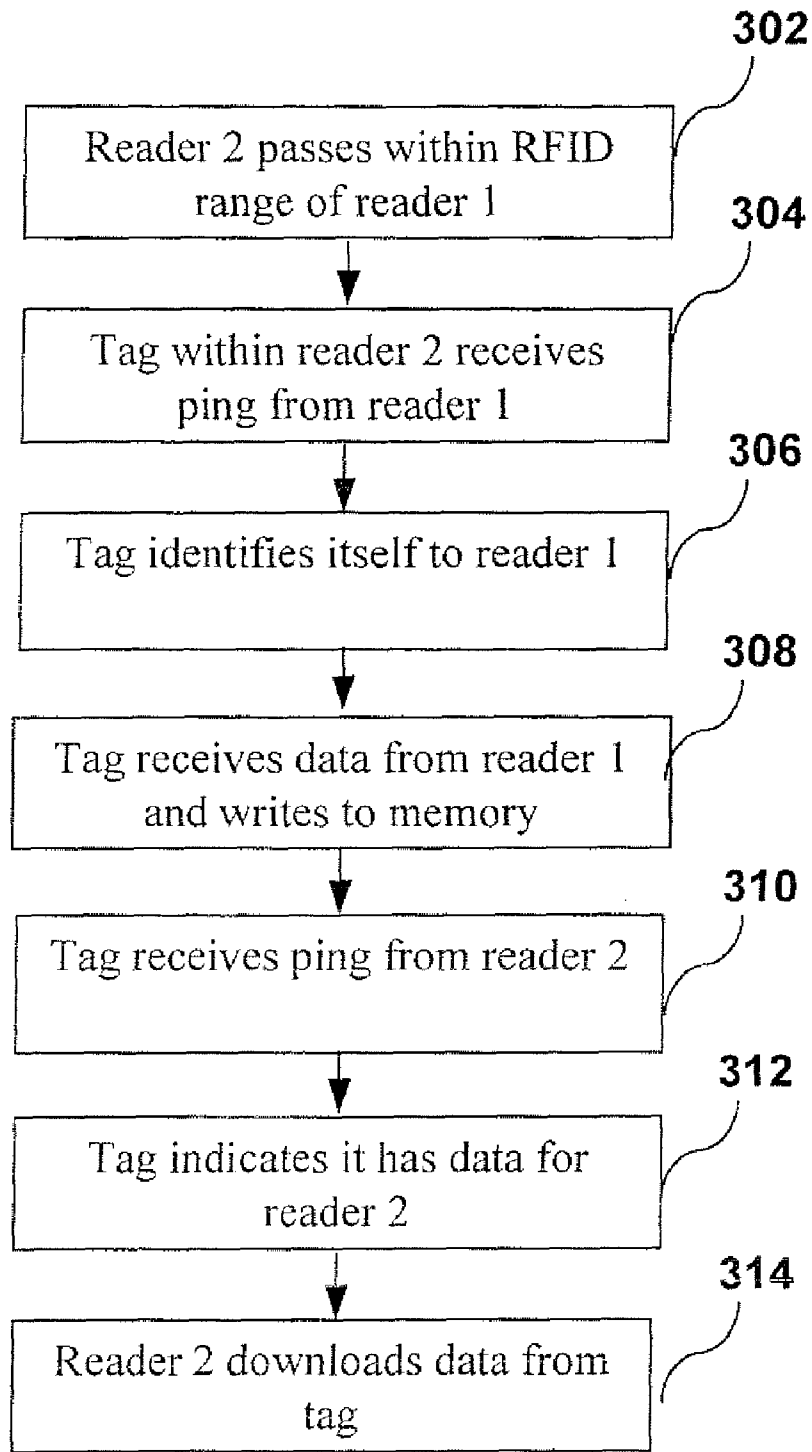 302
Reader 2 passes within RFID
range of reader 1
304
Tag within reader 2 receives
ping from reader 1
306
Tag identifies itself to reader 1
308
Tag receives data from reader 1
and writes to memory
310
Tag receives ping from reader 2
312
Tag indicates it has data for
reader 2
314
Reader 2 downloads data from
tag